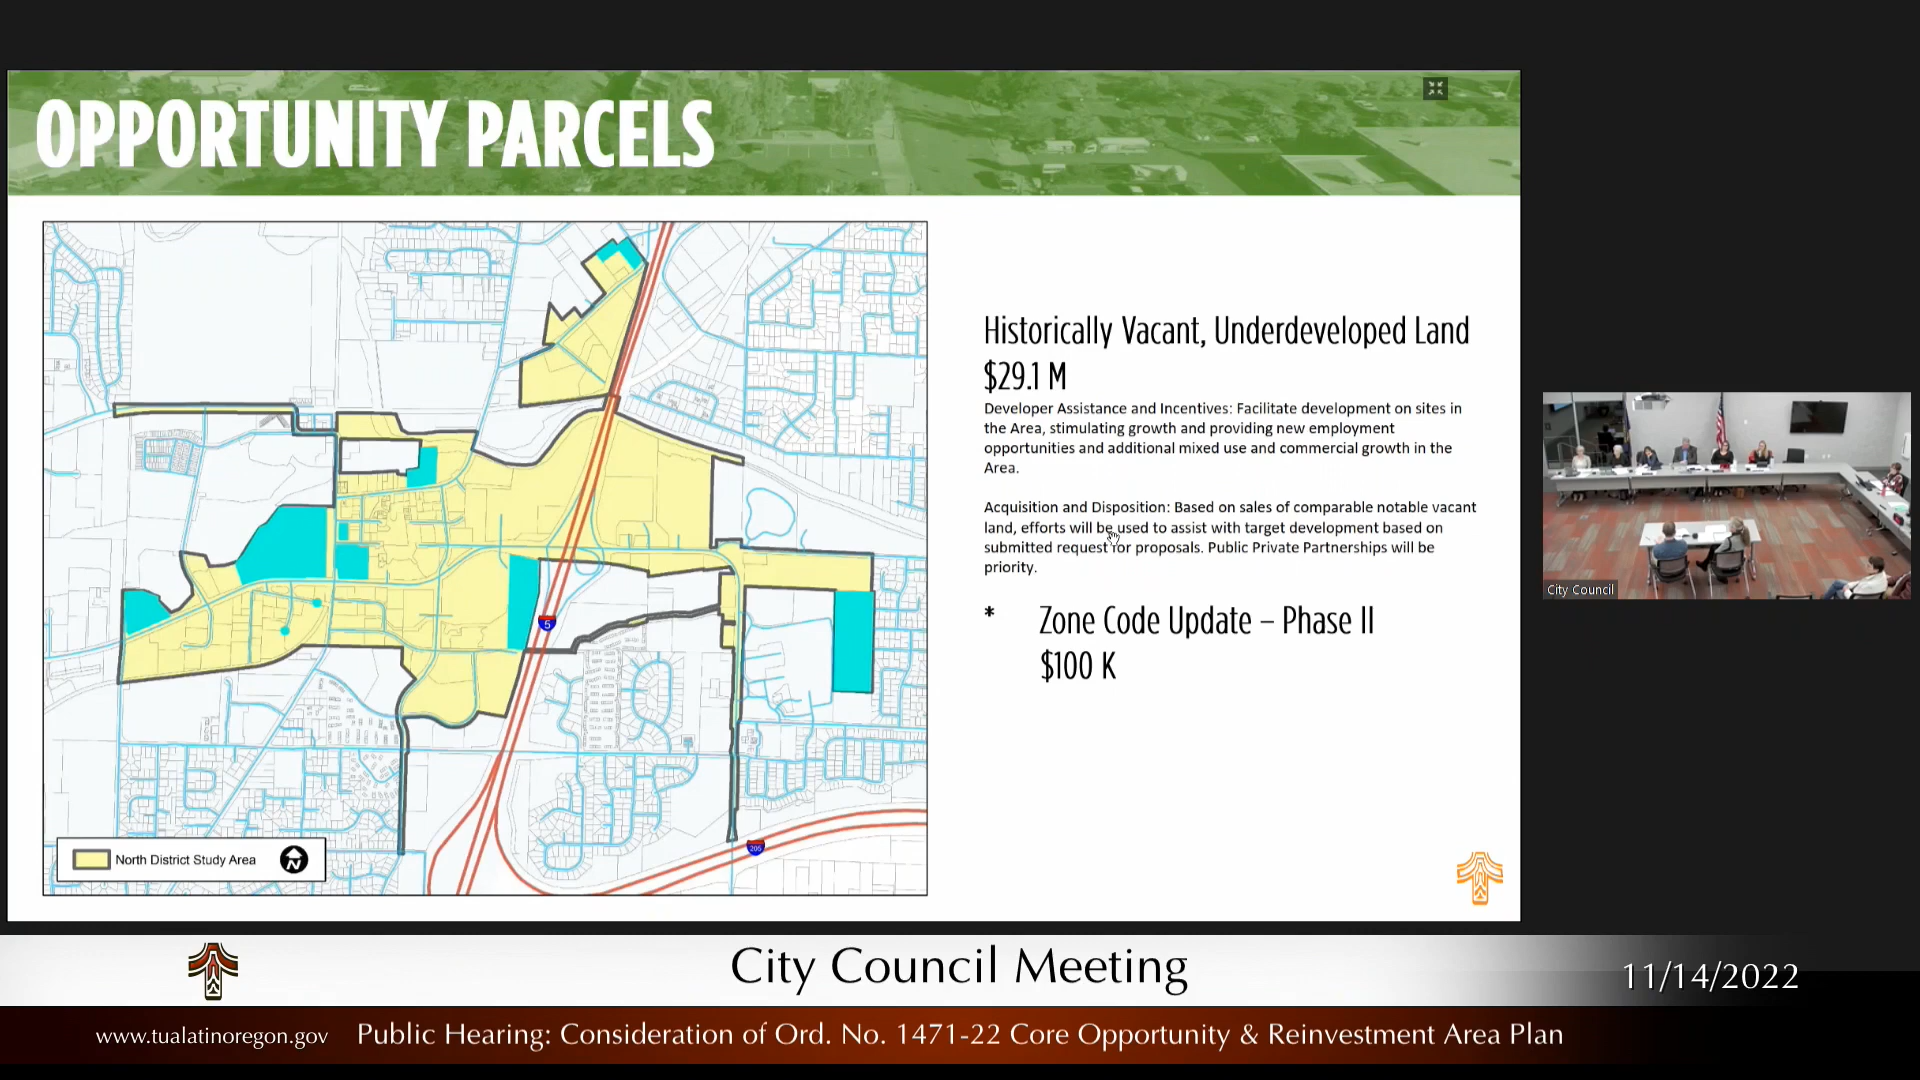 OPPORTUNITY PARCELS
Historically Vacant, Underdeveloped Land
$29.1 M
Developer Assistance and Incentives: Facilitate development on sites in
the Area, stimulating growth and providing new employment
opportunities and additional mixed use and commercial growth in the
Area.
Acquisition and Disposition: Based on sales of comparable notable vacant
land, efforts will be used to assist with target development based on
submitted request for proposals. Public Private Partnerships will be
priority.
* Zone Code Update – Phase II
$100 K
5
205
North District Study Area
N
City Council
City Council Meeting
11/14/2022
www.tualatinoregon.gov
Public Hearing: Consideration of Ord. No. 1471-22 Core Opportunity & Reinvestment Area Plan